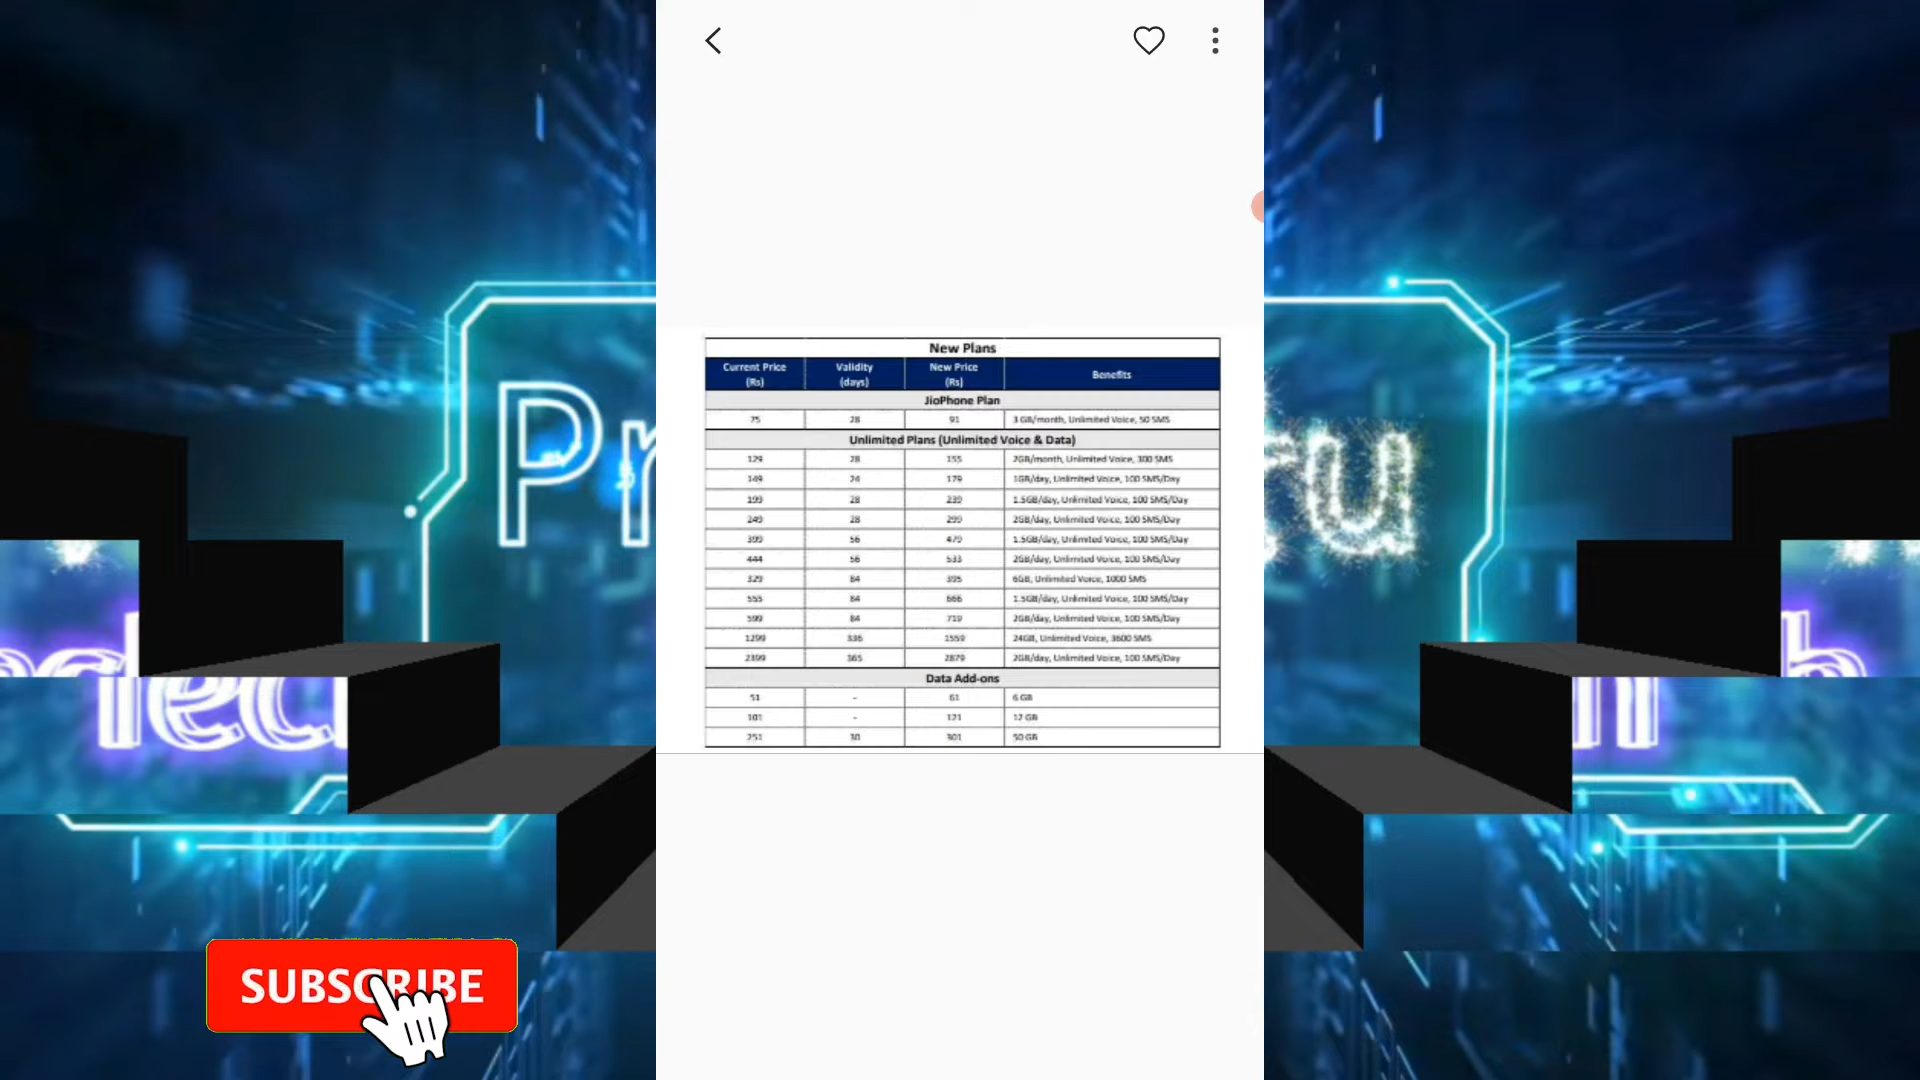 New Plans
Current Price (Rs) Validity (days) New Price (Rs) Benefits
JioPhone Plan
75 28 91 3 GB/month, Unlimited Voice, 50 SMS
Unlimited Plans (Unlimited Voice & Data)
129 28 155 2GB/month, Unlimited Voice, 300 SMS
149 24 179 1GB/day, Unlimited Voice, 100 SMS/Day
199 28 239 1.5GB/day, Unlimited Voice, 100 SMS/Day
249 28 299 2GB/day, Unlimited Voice, 100 SMS/Day
399 56 479 1.5GB/day, Unlimited Voice, 100 SMS/Day
444 56 533 2GB/day, Unlimited Voice, 100 SMS/Day
329 84 395 6GB, Unlimited Voice, 1000 SMS
555 84 666 1.5GB/day, Unlimited Voice, 100 SMS/Day
599 84 719 2GB/day, Unlimited Voice, 100 SMS/Day
1299 336 1559 24GB, Unlimited Voice, 3600 SMS
2399 365 2879 2GB/day, Unlimited Voice, 100 SMS/Day
Data Add-ons
51 - 61 6 GB
101 - 121 12 GB
251 30 301 50 GB
SUBSCRIBE